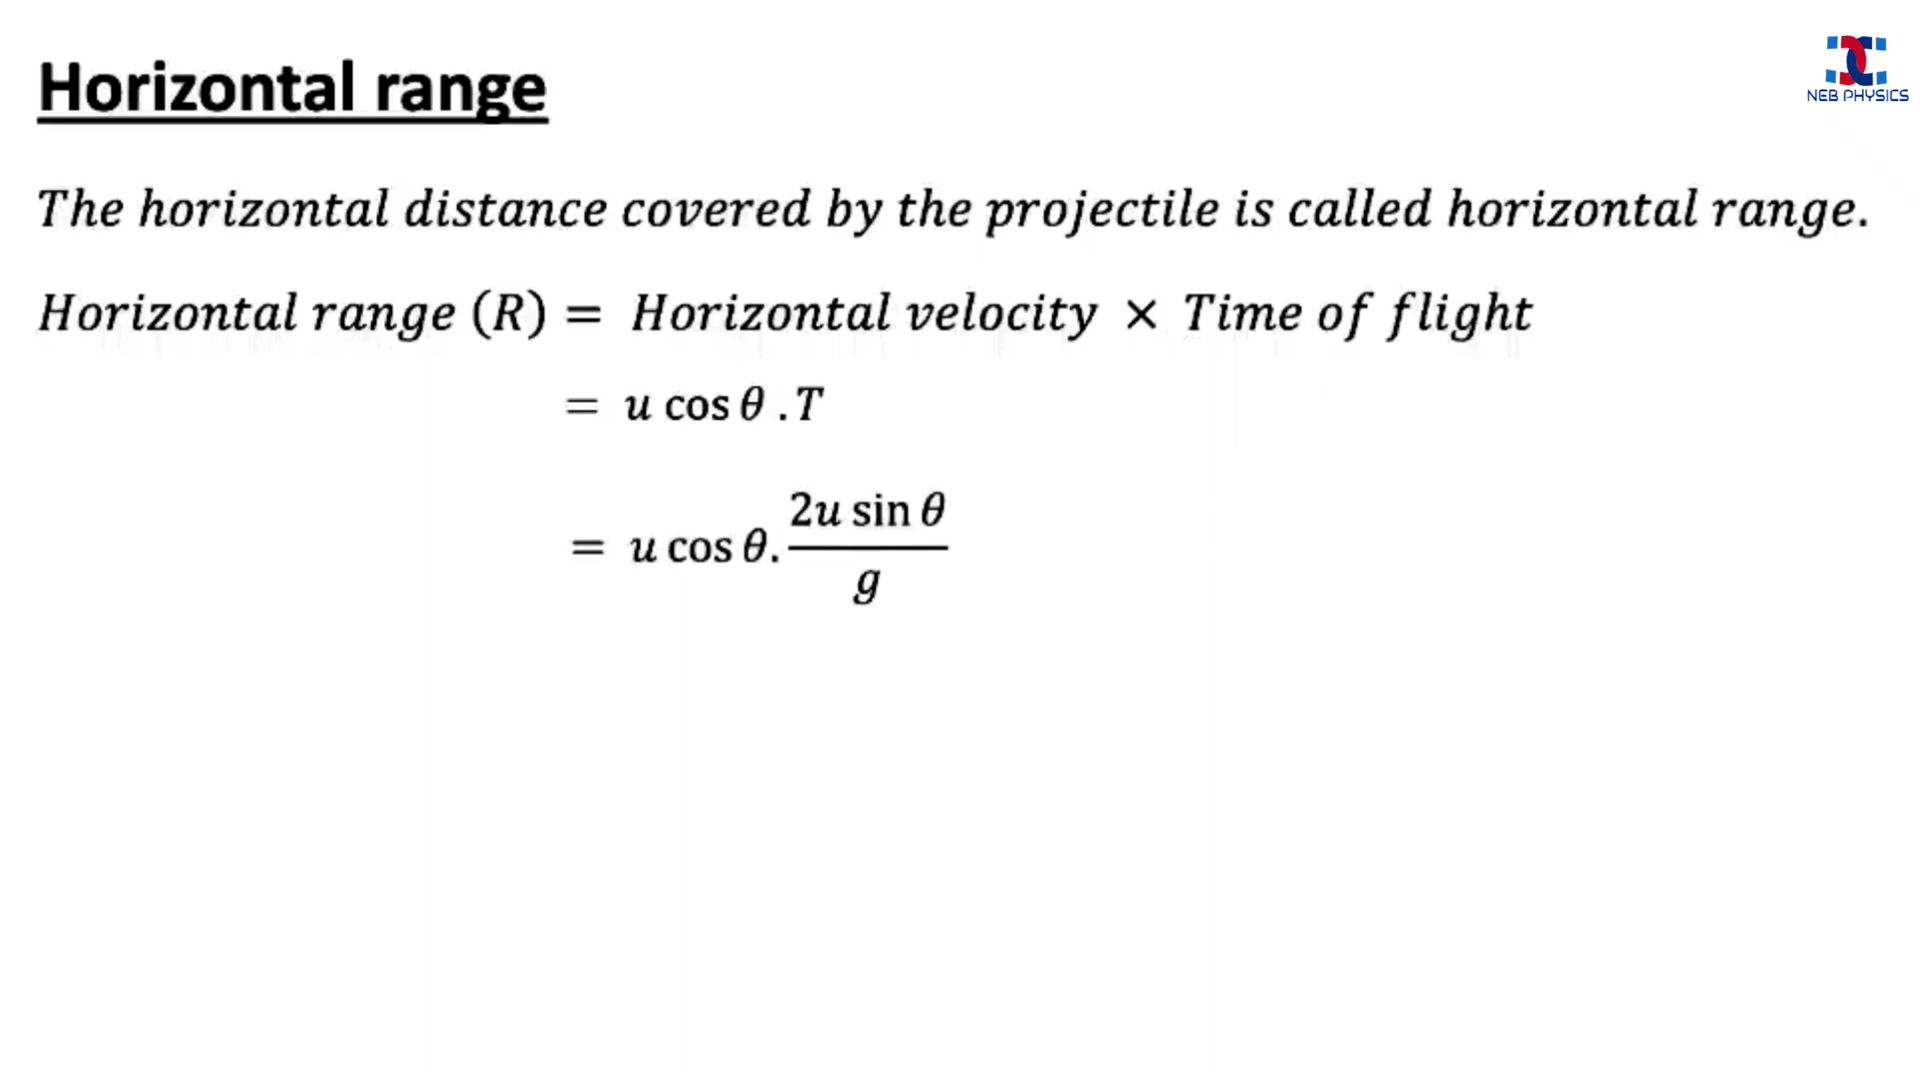 NEB PHYSICS
Horizontal range
The horizontal distance covered by the projectile is called horizontal range.
Horizontal range (R) = Horizontal velocity × Time of flight
= u cos θ . T
= u cos θ. \frac{2u sin θ}{g}